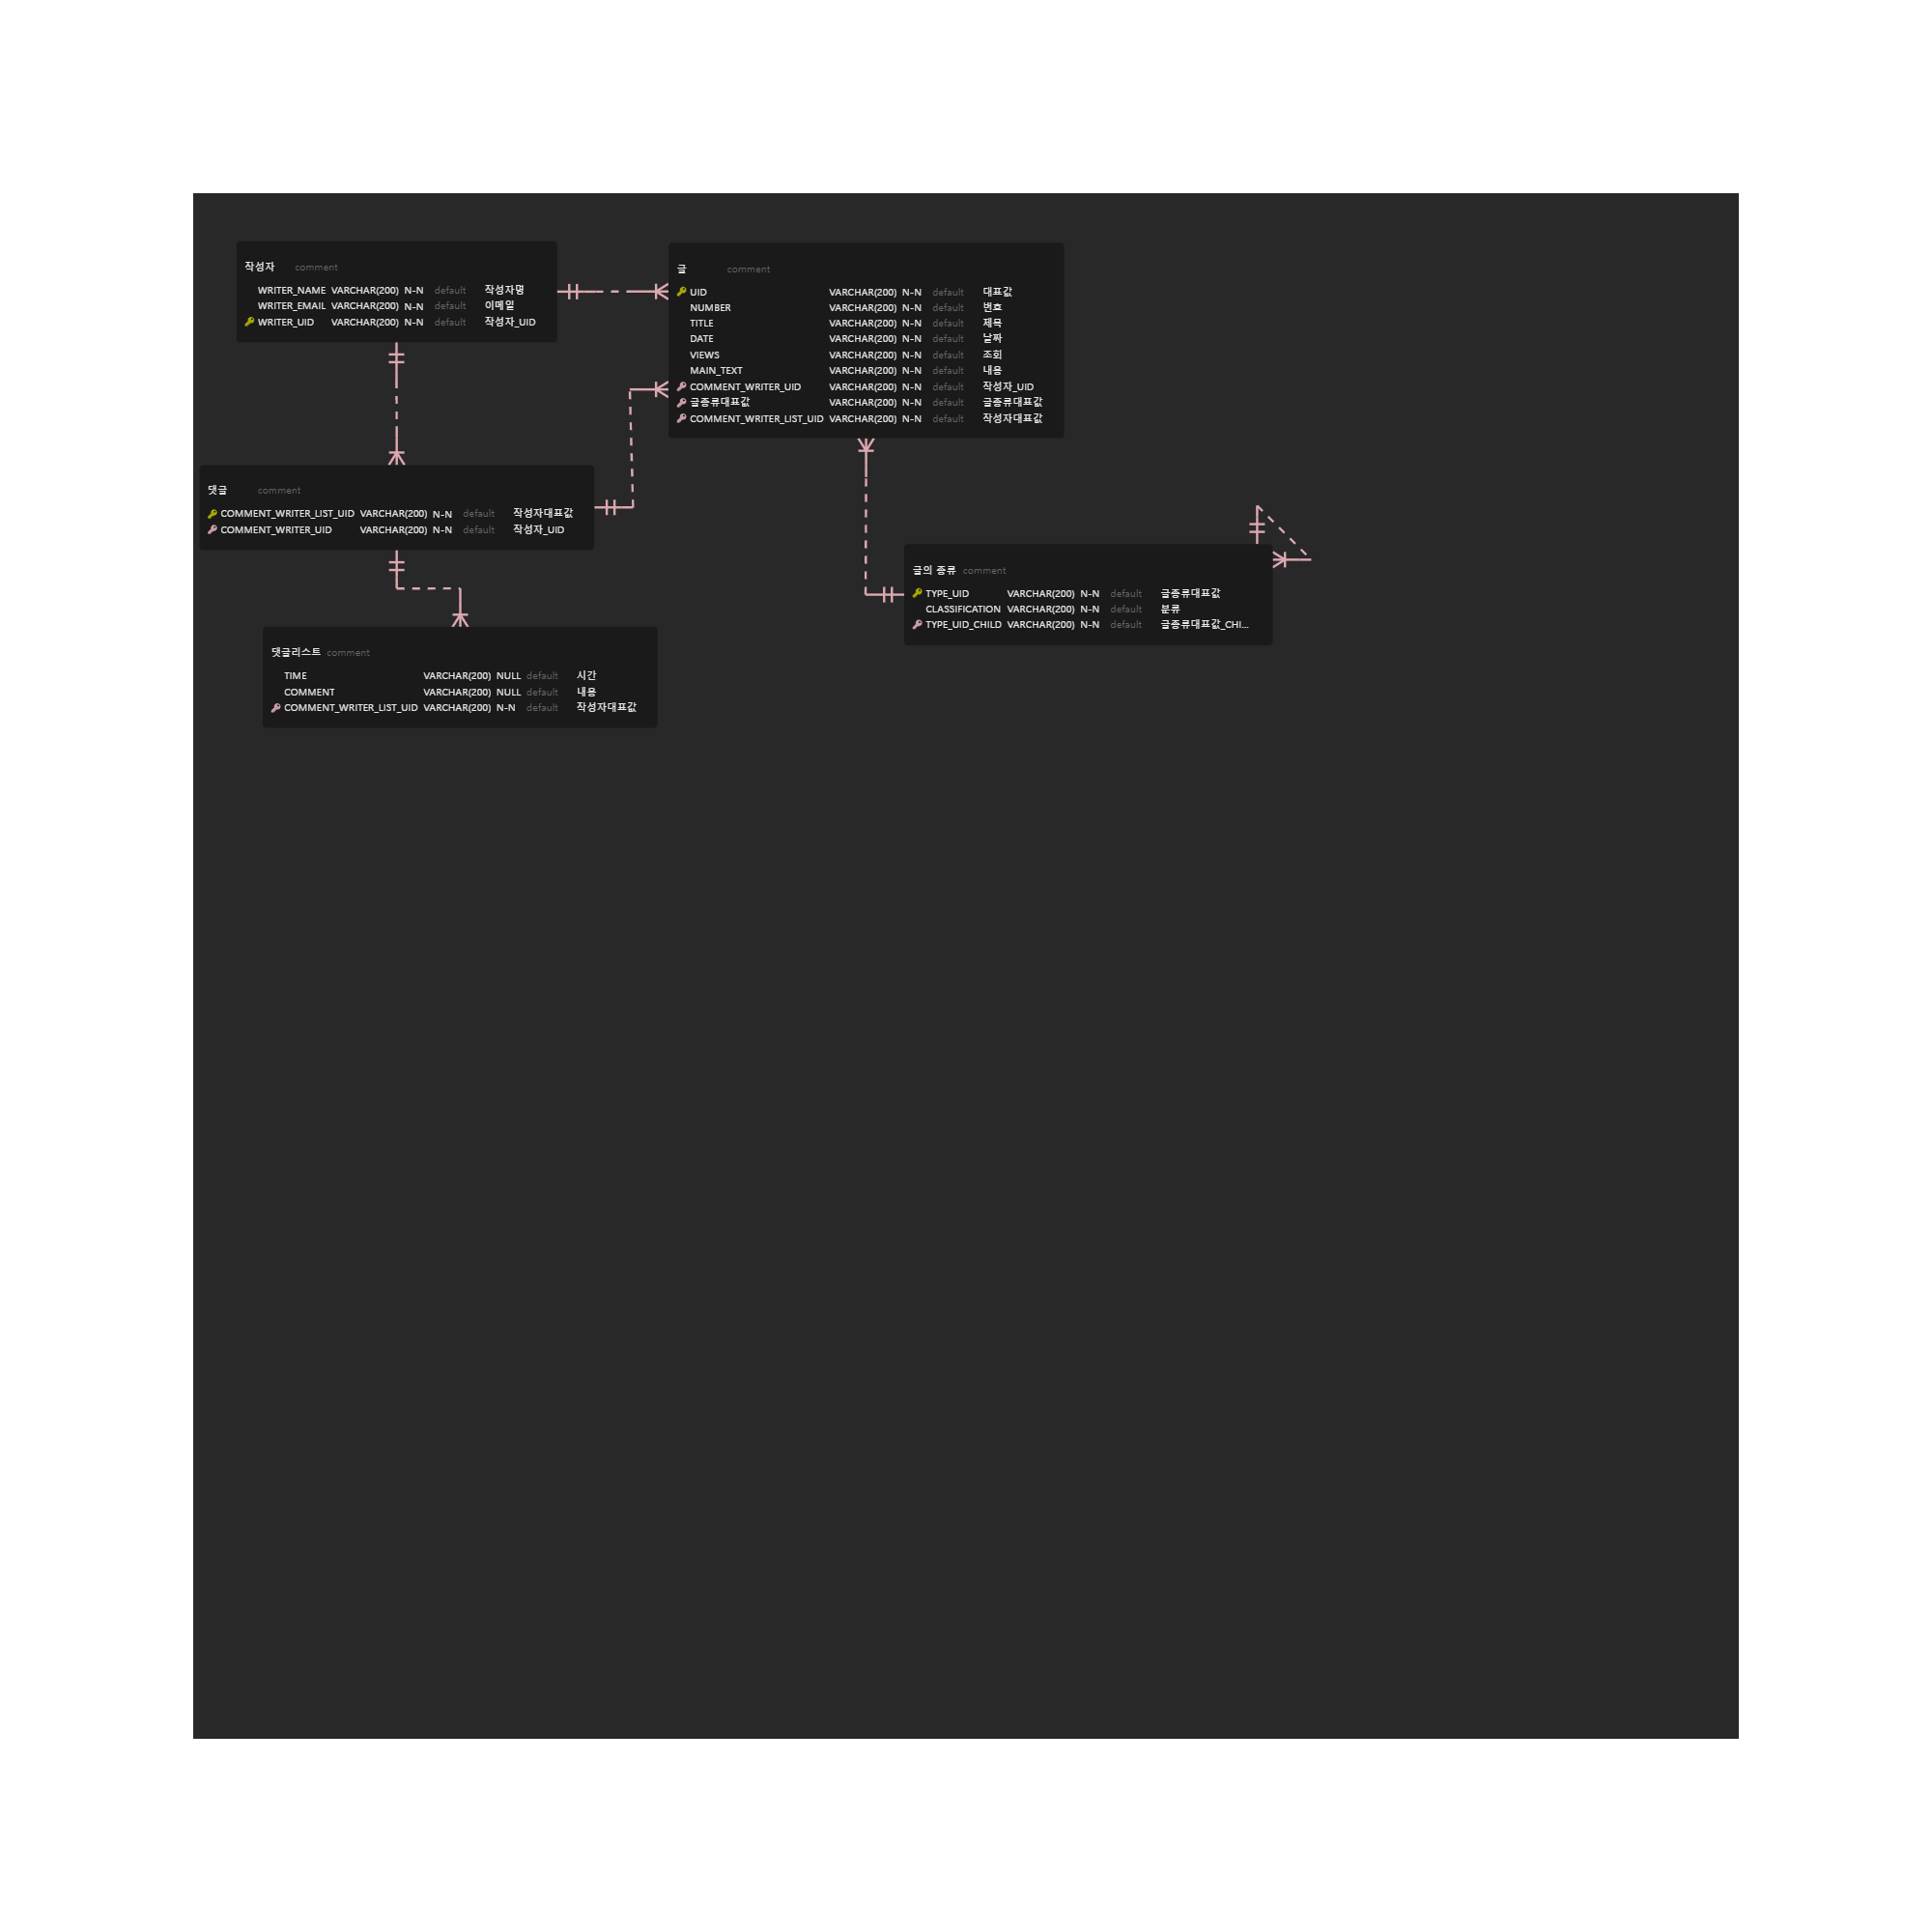 작성자 comment
WRITER_NAME VARCHAR(200) N-N default 작성자명
WRITER_EMAIL VARCHAR(200) N-N default 이메일
WRITER_UID VARCHAR(200) N-N default 작성자_UID
글 comment
UID VARCHAR(200) N-N default 대표값
NUMBER VARCHAR(200) N-N default 번호
TITLE VARCHAR(200) N-N default 제목
DATE VARCHAR(200) N-N default 날짜
VIEWS VARCHAR(200) N-N default 조회
MAIN_TEXT VARCHAR(200) N-N default 내용
COMMENT_WRITER_UID VARCHAR(200) N-N default 작성자_UID
글종류대표값 VARCHAR(200) N-N default 글종류대표값
COMMENT_WRITER_LIST_UID VARCHAR(200) N-N default 작성자대표값
댓글 comment
COMMENT_WRITER_LIST_UID VARCHAR(200) N-N default 작성자대표값
COMMENT_WRITER_UID VARCHAR(200) N-N default 작성자_UID
글의 종류 comment
TYPE_UID VARCHAR(200) N-N default 글종류대표값
CLASSIFICATION VARCHAR(200) N-N default 분류
TYPE_UID_CHILD VARCHAR(200) N-N default 글종류대표값_CHI...
댓글리스트 comment
TIME VARCHAR(200) NULL default 시간
COMMENT VARCHAR(200) NULL default 내용
COMMENT_WRITER_LIST_UID VARCHAR(200) N-N default 작성자대표값